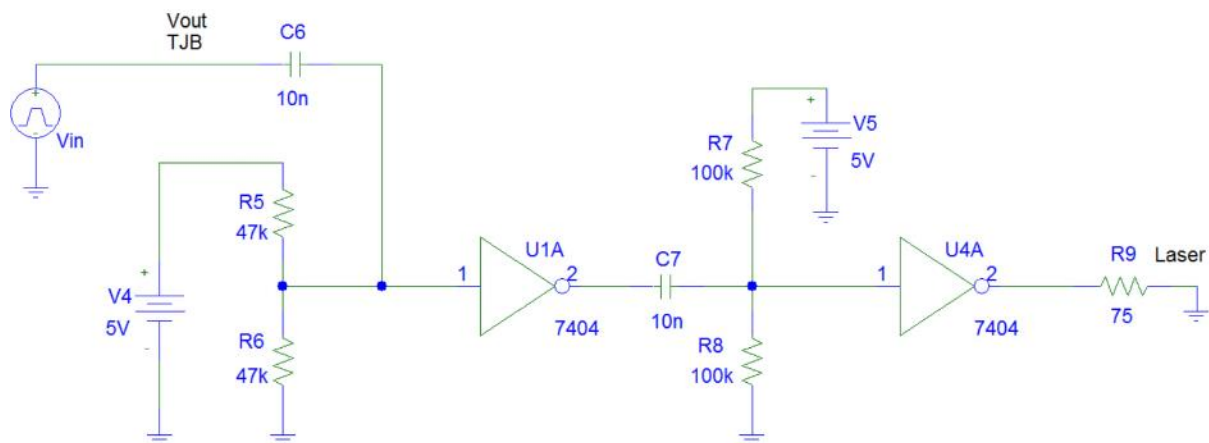 Vout
TJB
C6
10n
+
-
Vin
R5
47k
+
V4
5V
-
R6
47k
1
U1A
2
7404
C7
10n
R7
100k
+
V5
5V
-
R8
100k
1
U4A
2
7404
R9
75
Laser